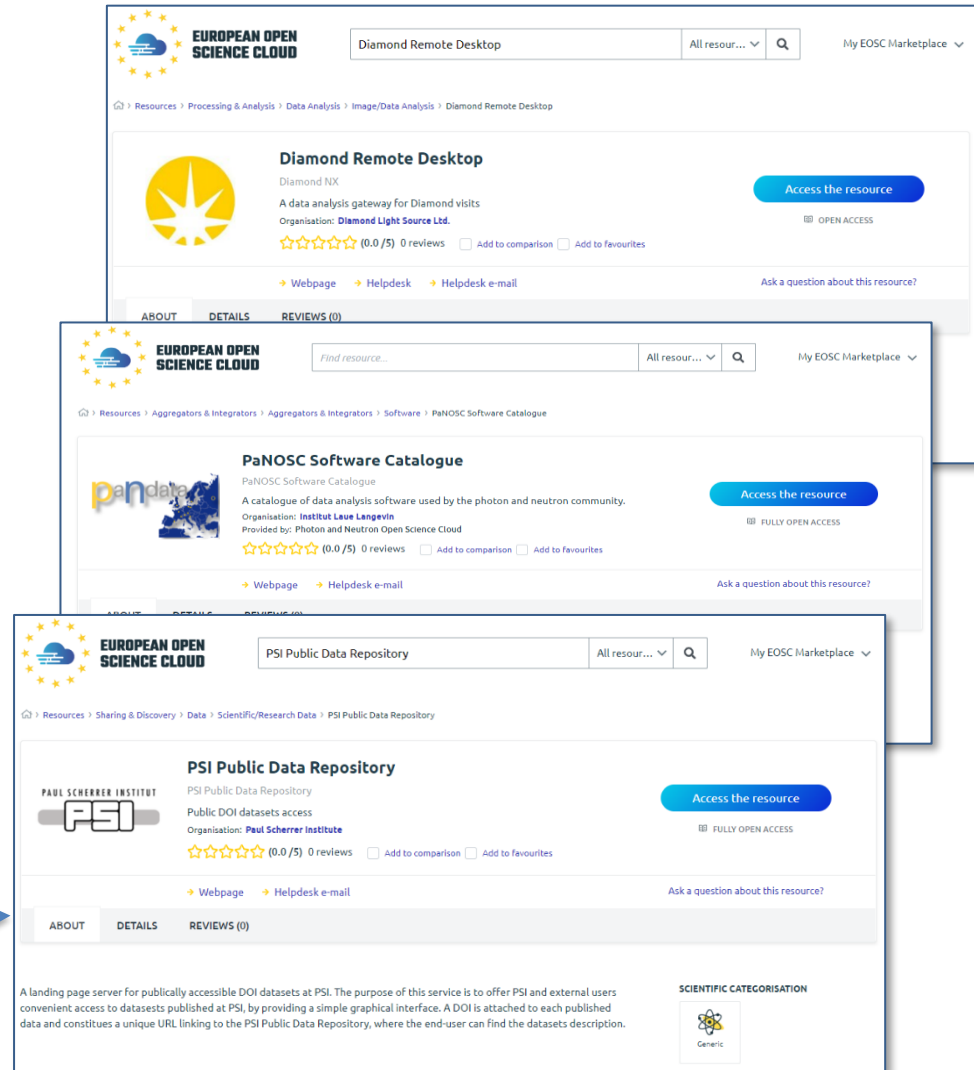 EUROPEAN OPEN
SCIENCE CLOUD
Diamond Remote Desktop
All resour...
My EOSC Marketplace
Resources > Processing & Analysis > Data Analysis > Image/Data Analysis > Diamond Remote Desktop
Diamond Remote Desktop
Diamond NX
A data analysis gateway for Diamond visits
Organisation: Diamond Light Source Ltd.
(0.0 /5) 0 reviews Add to comparison Add to favourites
Access the resource
OPEN ACCESS
→ Webpage → Helpdesk → Helpdesk e-mail
Ask a question about this resource?
ABOUT DETAILS REVIEWS (0)
EUROPEAN OPEN
SCIENCE CLOUD
Find resource...
All resour...
My EOSC Marketplace
Resources > Aggregators & Integrators > Aggregators & Integrators > Software > PaNOSC Software Catalogue
pandata
PaNOSC Software Catalogue
PaNOSC Software Catalogue
A catalogue of data analysis software used by the photon and neutron community.
Organisation: Institut Laue Langevin
Provided by: Photon and Neutron Open Science Cloud
(0.0 /5) 0 reviews Add to comparison Add to favourites
Access the resource
FULLY OPEN ACCESS
→ Webpage → Helpdesk e-mail
Ask a question about this resource?
ABOUT DETAILS REVIEWS (0)
EUROPEAN OPEN
SCIENCE CLOUD
PSI Public Data Repository
All resour...
My EOSC Marketplace
Resources > Sharing & Discovery > Data > Scientific/Research Data > PSI Public Data Repository
PAUL SCHERRER INSTITUT
PSI
PSI Public Data Repository
PSI Public Data Repository
Public DOI datasets access
Organisation: Paul Scherrer Institute
(0.0 /5) 0 reviews Add to comparison Add to favourites
Access the resource
FULLY OPEN ACCESS
→ Webpage → Helpdesk e-mail
Ask a question about this resource?
ABOUT DETAILS REVIEWS (0)
A landing page server for publically accessible DOI datasets at PSI. The purpose of this service is to offer PSI and external users
convenient access to datasests published at PSI, by providing a simple graphical interface. A DOI is attached to each published
data and constitues a unique URL linking to the PSI Public Data Repository, where the end-user can find the datasets description.
SCIENTIFIC CATEGORISATION
Generic